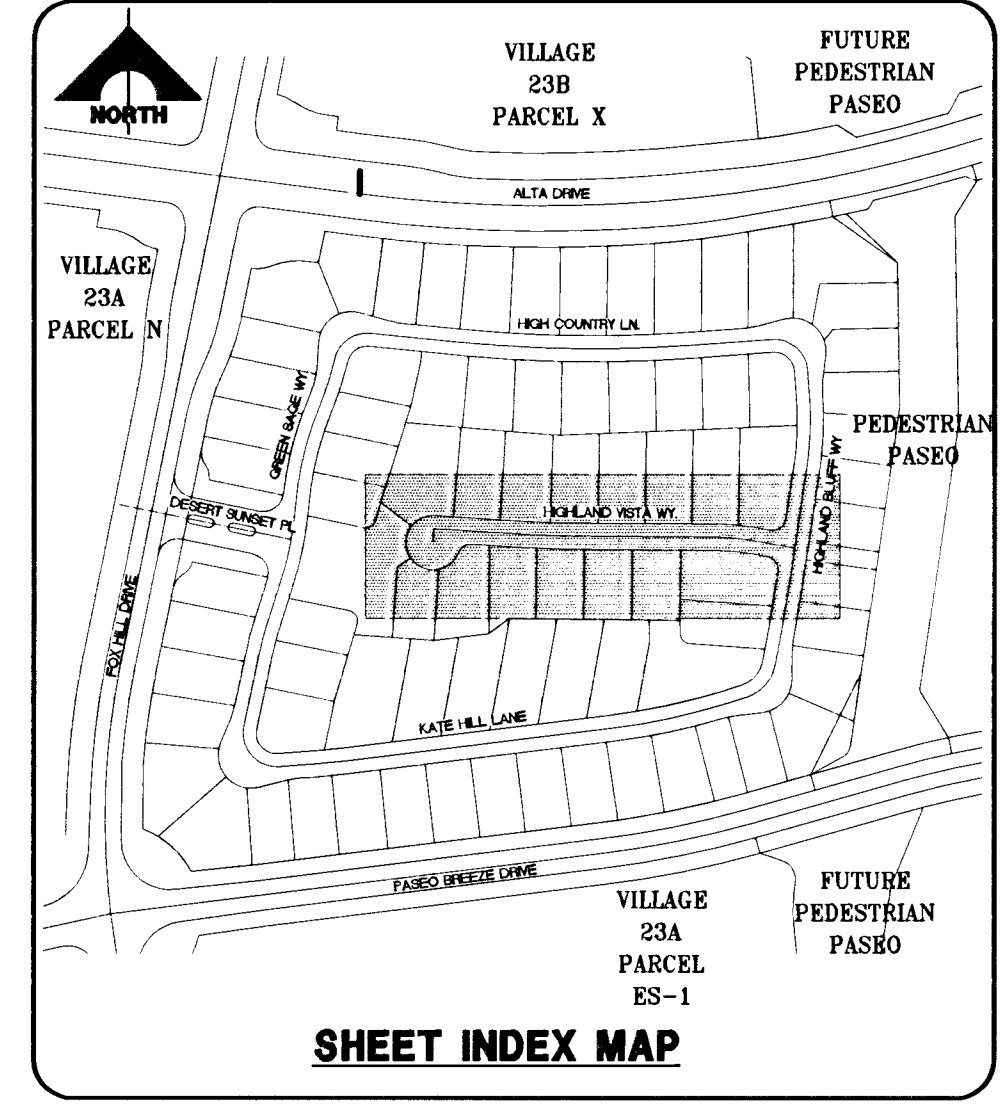 NORTH
VILLAGE
23B
PARCEL X
FUTURE
PEDESTRIAN
PASEO
ALTA DRIVE
VILLAGE
23A
PARCEL N
HIGH COUNTRY LN.
GREEN SAGE WY.
PEDESTRIAN
PASEO
HIGHLAND BLUFF WY
DESERT SUNSET PL.
HIGHLAND VISTA WY.
FOX HILL DRIVE
KATE HILL LANE
PASEO BREEZE DRIVE
VILLAGE
23A
PARCEL
ES-1
FUTURE
PEDESTRIAN
PASEO
SHEET INDEX MAP